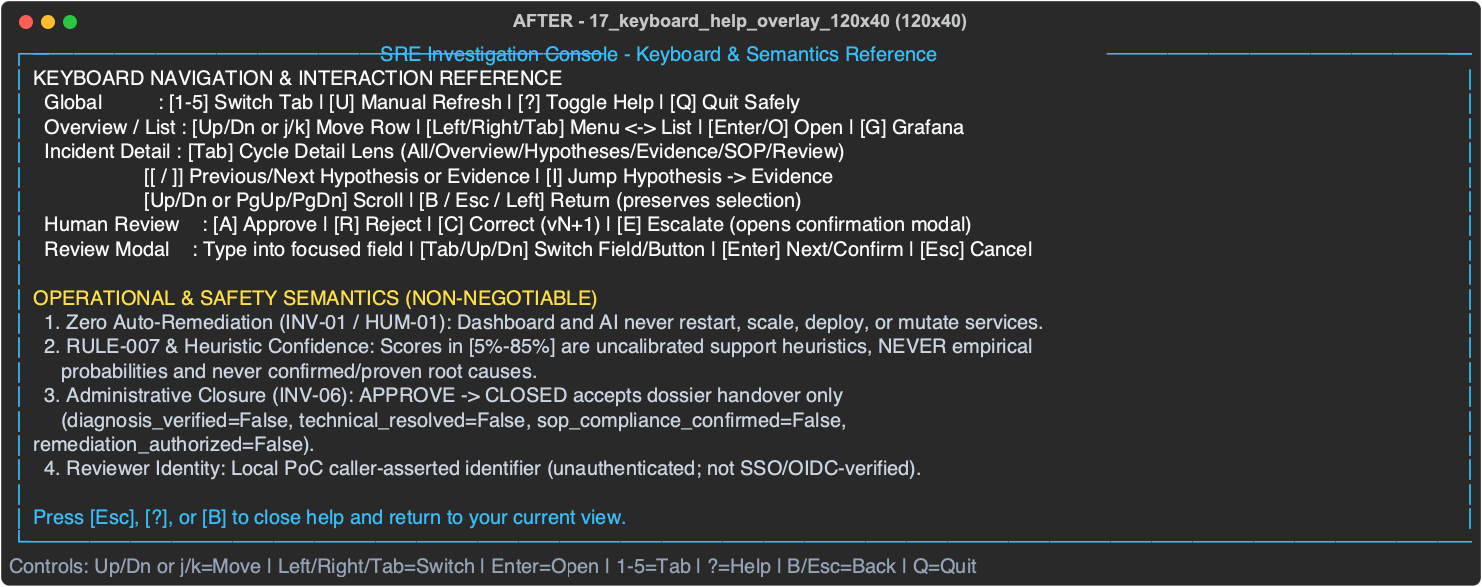 AFTER - 17_keyboard_help_overlay_120x40 (120x40)
SRE Investigation Console - Keyboard & Semantics Reference
KEYBOARD NAVIGATION & INTERACTION REFERENCE
Global : [1-5] Switch Tab | [U] Manual Refresh | [?] Toggle Help | [Q] Quit Safely
Overview / List : [Up/Dn or j/k] Move Row | [Left/Right/Tab] Menu <-> List | [Enter/O] Open | [G] Grafana
Incident Detail : [Tab] Cycle Detail Lens (All/Overview/Hypotheses/Evidence/SOP/Review)
[[ / ]] Previous/Next Hypothesis or Evidence | [I] Jump Hypothesis -> Evidence
[Up/Dn or PgUp/PgDn] Scroll | [B / Esc / Left] Return (preserves selection)
Human Review : [A] Approve | [R] Reject | [C] Correct (vN+1) | [E] Escalate (opens confirmation modal)
Review Modal : Type into focused field | [Tab/Up/Dn] Switch Field/Button | [Enter] Next/Confirm | [Esc] Cancel
OPERATIONAL & SAFETY SEMANTICS (NON-NEGOTIABLE)
1. Zero Auto-Remediation (INV-01 / HUM-01): Dashboard and AI never restart, scale, deploy, or mutate services.
2. RULE-007 & Heuristic Confidence: Scores in [5%-85%] are uncalibrated support heuristics, NEVER empirical
probabilities and never confirmed/proven root causes.
3. Administrative Closure (INV-06): APPROVE -> CLOSED accepts dossier handover only
(diagnosis_verified=False, technical_resolved=False, sop_compliance_confirmed=False,
remediation_authorized=False).
4. Reviewer Identity: Local PoC caller-asserted identifier (unauthenticated; not SSO/OIDC-verified).
Press [Esc], [?], or [B] to close help and return to your current view.
Controls: Up/Dn or j/k=Move | Left/Right/Tab=Switch | Enter=Open | 1-5=Tab | ?=Help | B/Esc=Back | Q=Quit